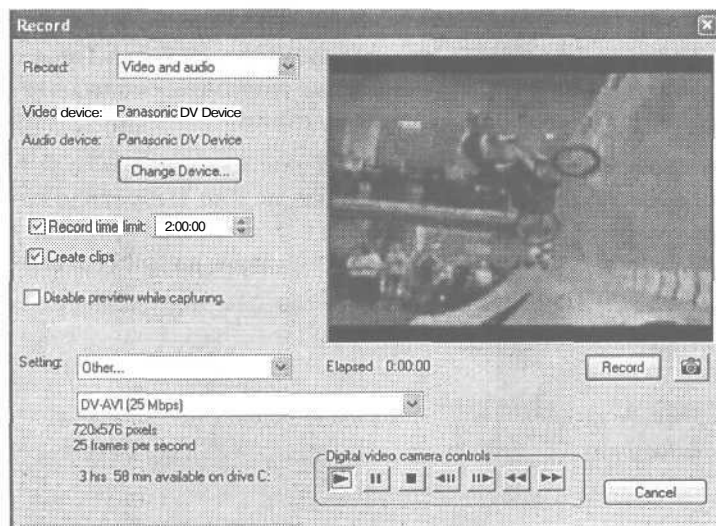 Record
Record: Video and audio
Video device: Panasonic DV Device
Audio device: Panasonic DV Device
Change Device...
Record time limit: 2:00:00
Create clips
Disable preview while capturing.
Setting: Other...
Elapsed 0:00:00
Record
DV-AVI (25 Mbps)
720x576 pixels
25 frames per second
3 hrs 58 min available on drive C:
Digital video camera controls
Cancel